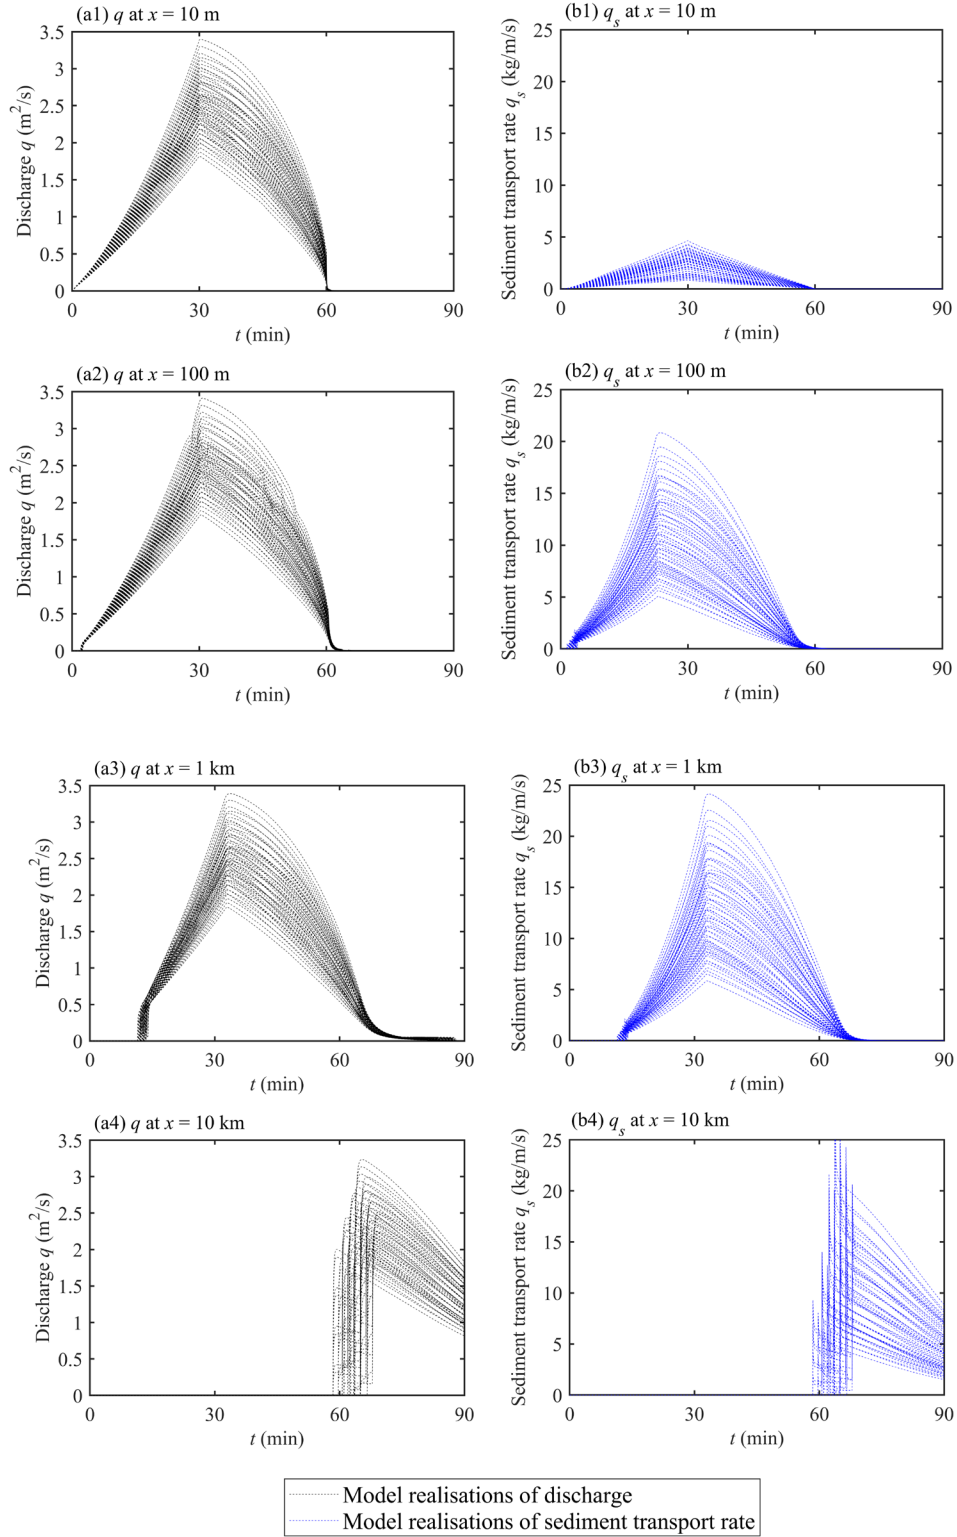 (a1) q at x = 10 m
Discharge q (m²/s)
3.5
3
2.5
2
1.5
1
0.5
0
0 30 60 90
t (min)
(b1) qs at x = 10 m
Sediment transport rate qs (kg/m/s)
25
20
15
10
5
0
0 30 60 90
t (min)
(a2) q at x = 100 m
Discharge q (m²/s)
3.5
3
2.5
2
1.5
1
0.5
0
0 30 60 90
t (min)
(b2) qs at x = 100 m
Sediment transport rate qs (kg/m/s)
25
20
15
10
5
0
0 30 60 90
t (min)
(a3) q at x = 1 km
Discharge q (m²/s)
3.5
3
2.5
2
1.5
1
0.5
0
0 30 60 90
t (min)
(b3) qs at x = 1 km
Sediment transport rate qs (kg/m/s)
25
20
15
10
5
0
0 30 60 90
t (min)
(a4) q at x = 10 km
Discharge q (m²/s)
3.5
3
2.5
2
1.5
1
0.5
0
0 30 60 90
t (min)
(b4) qs at x = 10 km
Sediment transport rate qs (kg/m/s)
25
20
15
10
5
0
0 30 60 90
t (min)
Model realisations of discharge
Model realisations of sediment transport rate